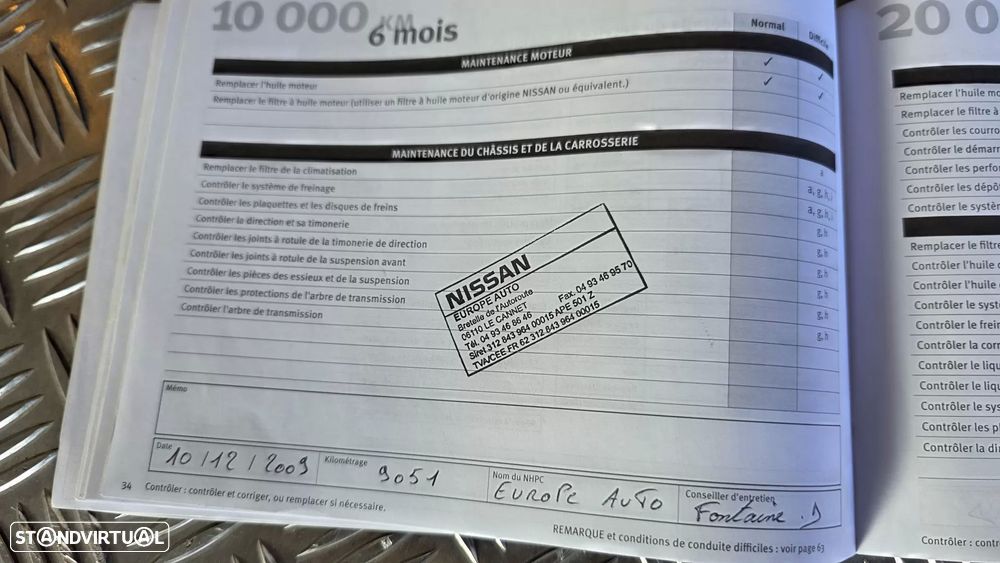 10 000 KM
6 mois
Normal
Difficile
MAINTENANCE MOTEUR
Remplacer l'huile moteur ✓ ✓
Remplacer le filtre à huile moteur (utiliser un filtre à huile moteur d'origine NISSAN ou équivalent.) ✓ ✓
MAINTENANCE DU CHÂSSIS ET DE LA CARROSSERIE
Remplacer le filtre de la climatisation a
Contrôler le système de freinage a, g, h, i
Contrôler les plaquettes et les disques de freins a, g, h, i
Contrôler la direction et sa timonerie g, h
Contrôler les joints à rotule de la timonerie de direction g, h
Contrôler les joints à rotule de la suspension avant g, h
Contrôler les pièces des essieux et de la suspension g, h
Contrôler les protections de l'arbre de transmission g, h
Contrôler l'arbre de transmission g, h
NISSAN
EUROPE AUTO
Bretelle de l'Autoroute
06110 LE CANNET
Tél. 04 93 46 86 46 Fax. 04 93 46 95 70
Siret 312 843 964 00015 APE 501 Z
TVA/CEE FR 62 312 843 964 00015
Mémo
Date 10/12/2009
Kilométrage 9051
Nom du NHPC EUROPE AUTO
Conseiller d'entretien Fontaine .D
34 Contrôler : contrôler et corriger, ou remplacer si nécessaire.
REMARQUE et conditions de conduite difficiles : voir page 63
20 0
Remplacer l'huile mo
Remplacer le filtre à
Contrôler les courro
Contrôler le démar
Contrôler les perfo
Contrôler les dépô
Contrôler le systèr
Remplacer le filtre
Contrôler l'huile
Contrôler l'huile
Contrôler le syst
Contrôler le frei
Contrôler la corr
Contrôler le liqu
Contrôler le liqu
Contrôler le sys
Contrôler les pl
Contrôler la di
Contrôler : contr
STANDVIRTUAL